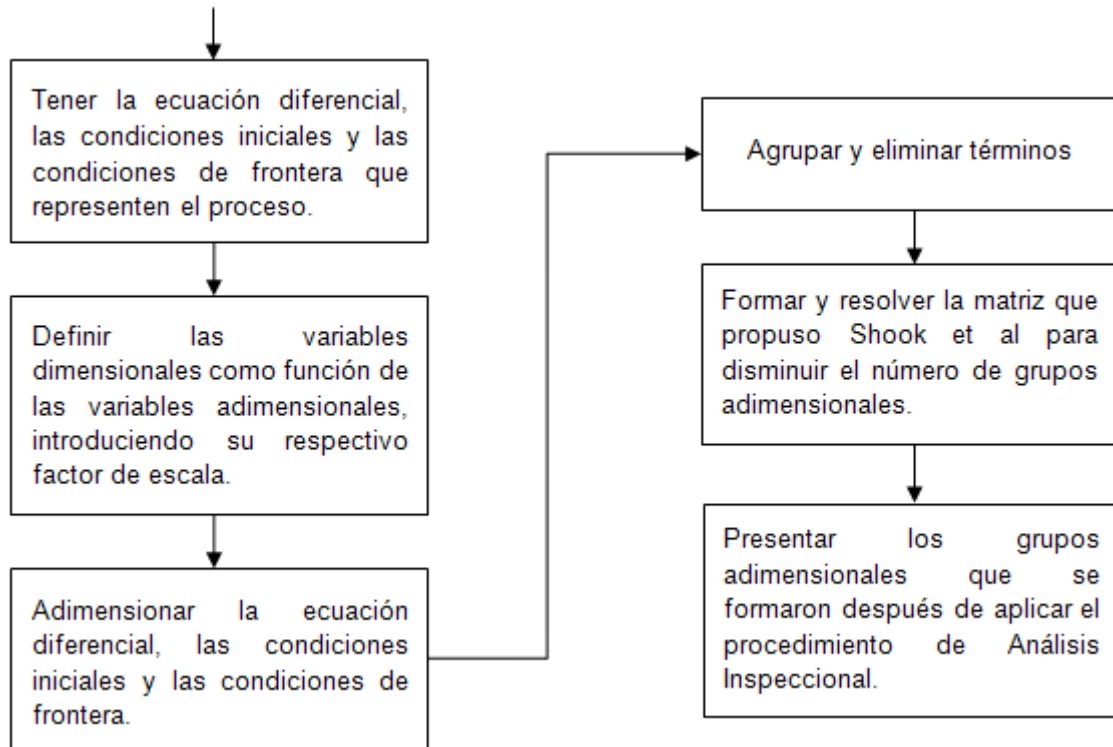 Tener la ecuación diferencial,
las condiciones iniciales y las
condiciones de frontera que
representen el proceso.
Definir las variables
dimensionales como función de
las variables adimensionales,
introduciendo su respectivo
factor de escala.
Adimensionar la ecuación
diferencial, las condiciones
iniciales y las condiciones de
frontera.
Agrupar y eliminar términos
Formar y resolver la matriz que
propuso Shook et al para
disminuir el número de grupos
adimensionales.
Presentar los grupos
adimensionales que se
formaron después de aplicar el
procedimiento de Análisis
Inspeccional.